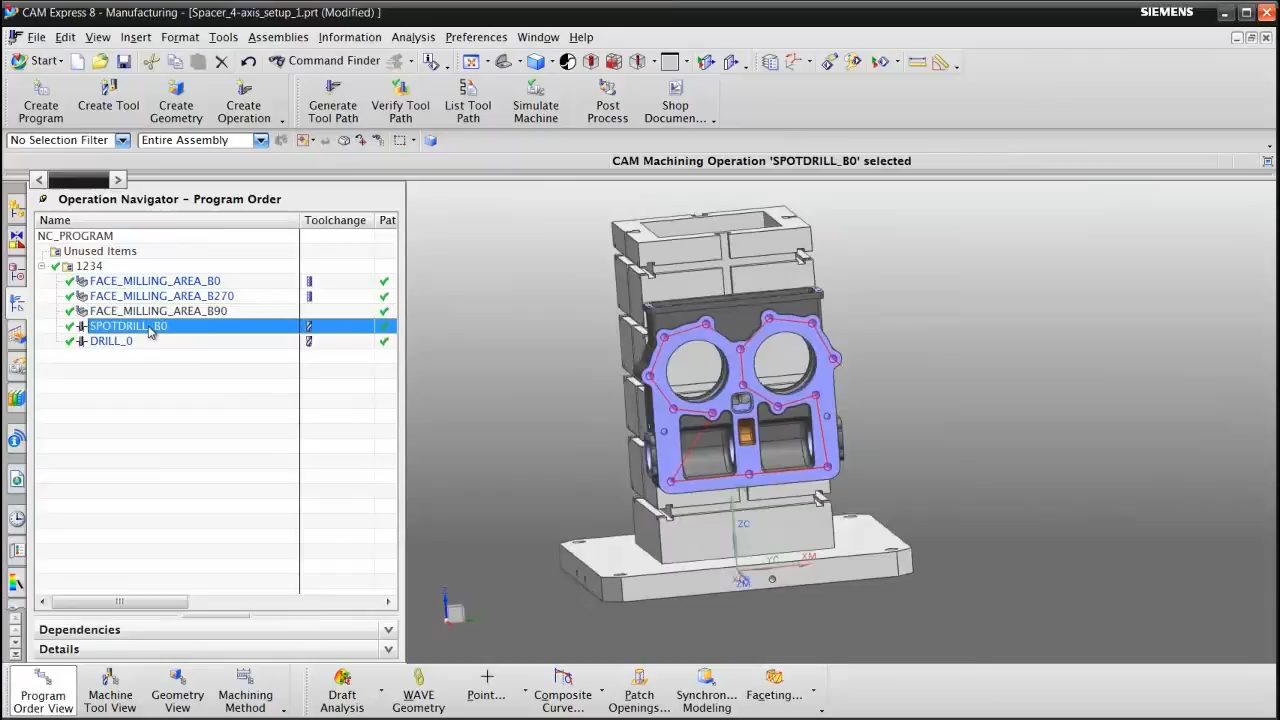 CAM Express 8 - Manufacturing - [Spacer_4-axis_setup_1.prt (Modified) ]
SIEMENS
File Edit View Insert Format Tools Assemblies Information Analysis Preferences Window Help
Start Command Finder
Create Program
Create Tool
Create Geometry
Create Operation
Generate Tool Path
Verify Tool Path
List Tool Path
Simulate Machine
Post Process
Shop Documen...
No Selection Filter
Entire Assembly
CAM Machining Operation 'SPOTDRILL_B0' selected
Operation Navigator - Program Order
Name Toolchange Pat
NC_PROGRAM
Unused Items
1234
FACE_MILLING_AREA_B0
FACE_MILLING_AREA_B270
FACE_MILLING_AREA_B90
SPOTDRILL_B0
DRILL_0
ZC
XM
YC
ZM
Z
Dependencies
Details
Program Order View
Machine Tool View
Geometry View
Machining Method
Draft Analysis
WAVE Geometry
Point...
Composite Curve...
Patch Openings...
Synchron... Modeling
Faceting...